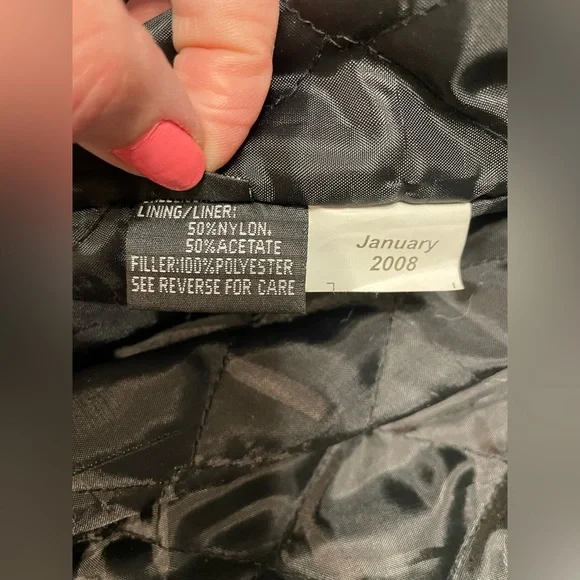 LINING/LINER:
50%NYLON.
50%ACETATE
FILLER:100%POLYESTER
SEE REVERSE FOR CARE
January
2008